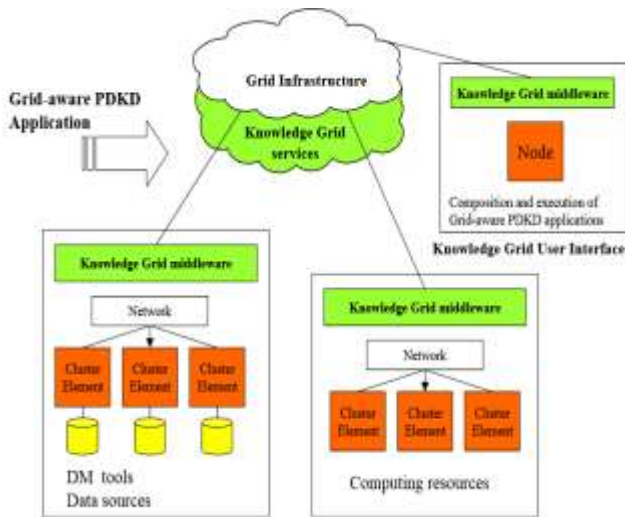 Grid Infrastructure
Knowledge Grid
services
Grid-aware PDKD
Application
Knowledge Grid middleware
Node
Composition and execution of
Grid-aware PDKD applications
Knowledge Grid User Interface
Knowledge Grid middleware
Network
Cluster
Element
Cluster
Element
Cluster
Element
DM tools
Data sources
Knowledge Grid middleware
Network
Cluster
Element
Cluster
Element
Cluster
Element
Computing resources